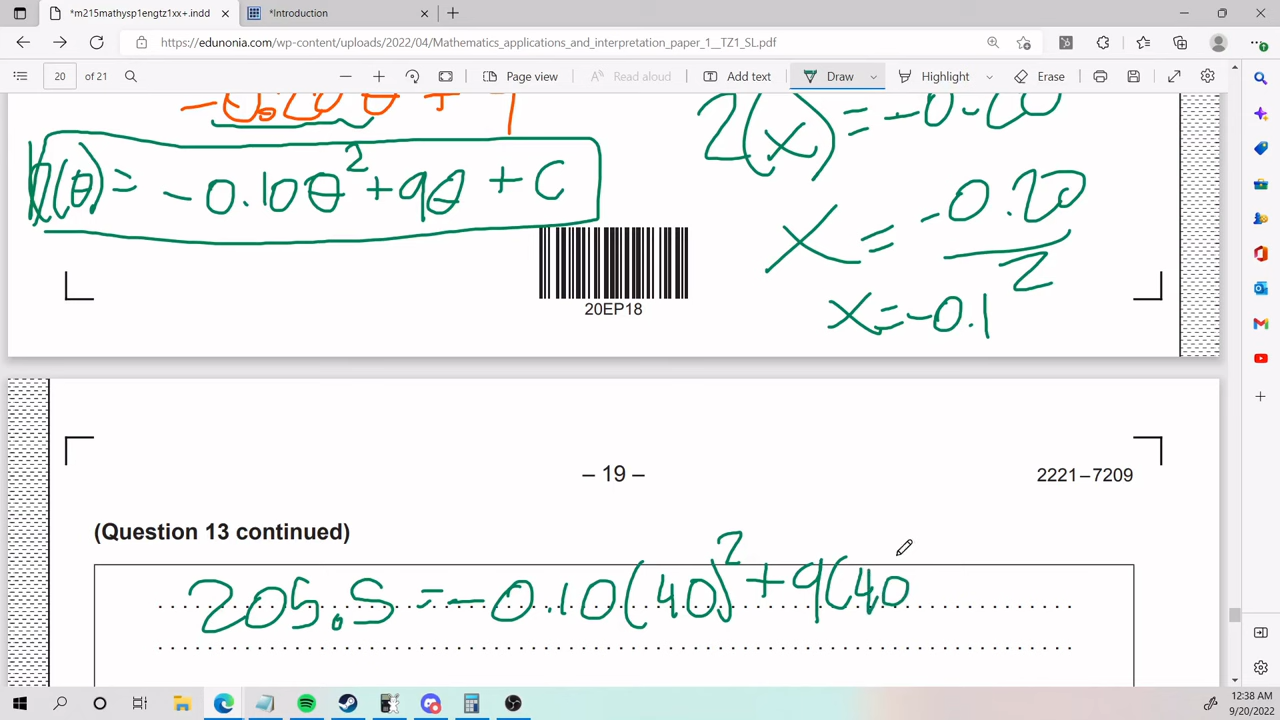 *m215mathysp1engtz1xx+.indd
*Introduction
https://edunonia.com/wp-content/uploads/2022/04/Mathematics_applications_and_interpretation_paper_1__TZ1_SL.pdf
20 of 21
Page view
Read aloud
Add text
Draw
Highlight
Erase
-0.20θ + 9
2(x) = -0.20
h(θ) = -0.10θ² + 9θ + C
x = -0.20/2
x = -0.1
20EP18
– 19 –
2221–7209
(Question 13 continued)
205.5 = -0.10(40)² + 9(40
12:38 AM
9/20/2022